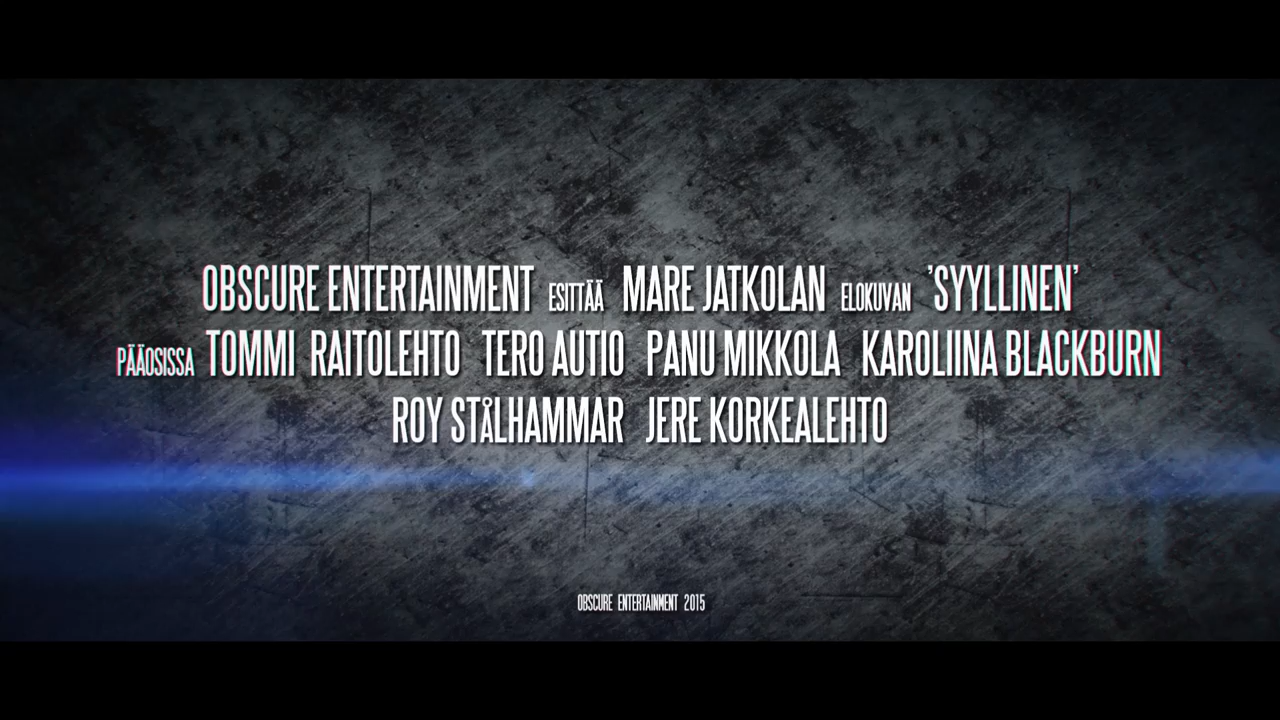 OBSCURE ENTERTAINMENT ESITTÄÄ MARE JATKOLAN ELOKUVAN 'SYYLLINEN'
PÄÄOSISSA TOMMI RAITOLEHTO TERO AUTIO PANU MIKKOLA KAROLIINA BLACKBURN
ROY STÅLHAMMAR JERE KORKEALEHTO
OBSCURE ENTERTAINMENT 2015